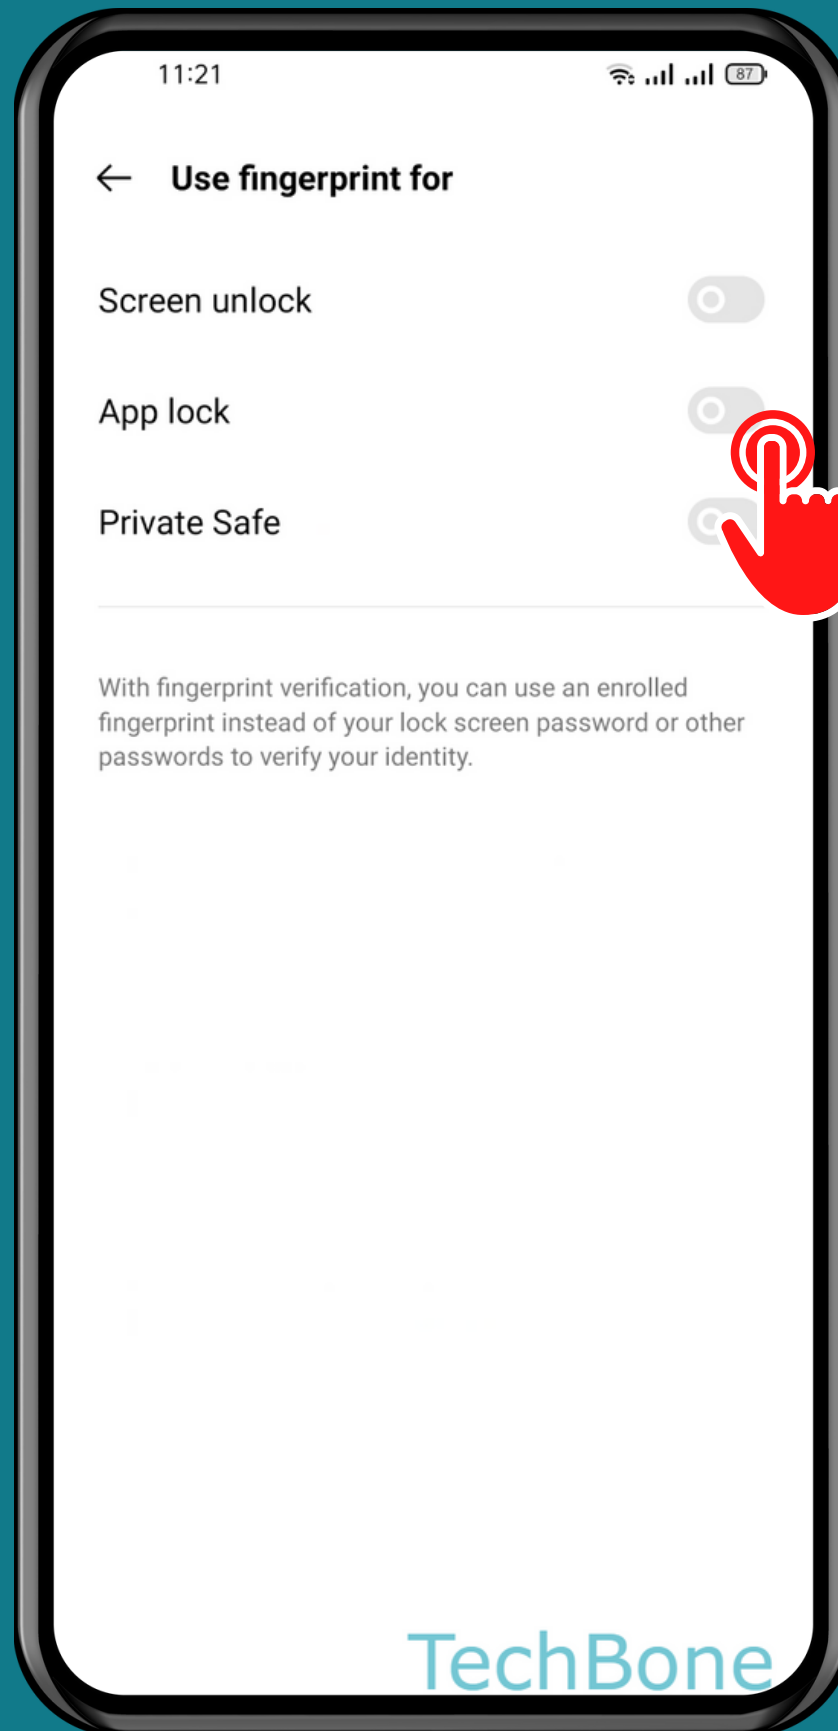 11:21
87
Use fingerprint for
Screen unlock
App lock
Private Safe
With fingerprint verification, you can use an enrolled
fingerprint instead of your lock screen password or other
passwords to verify your identity.
TechBone